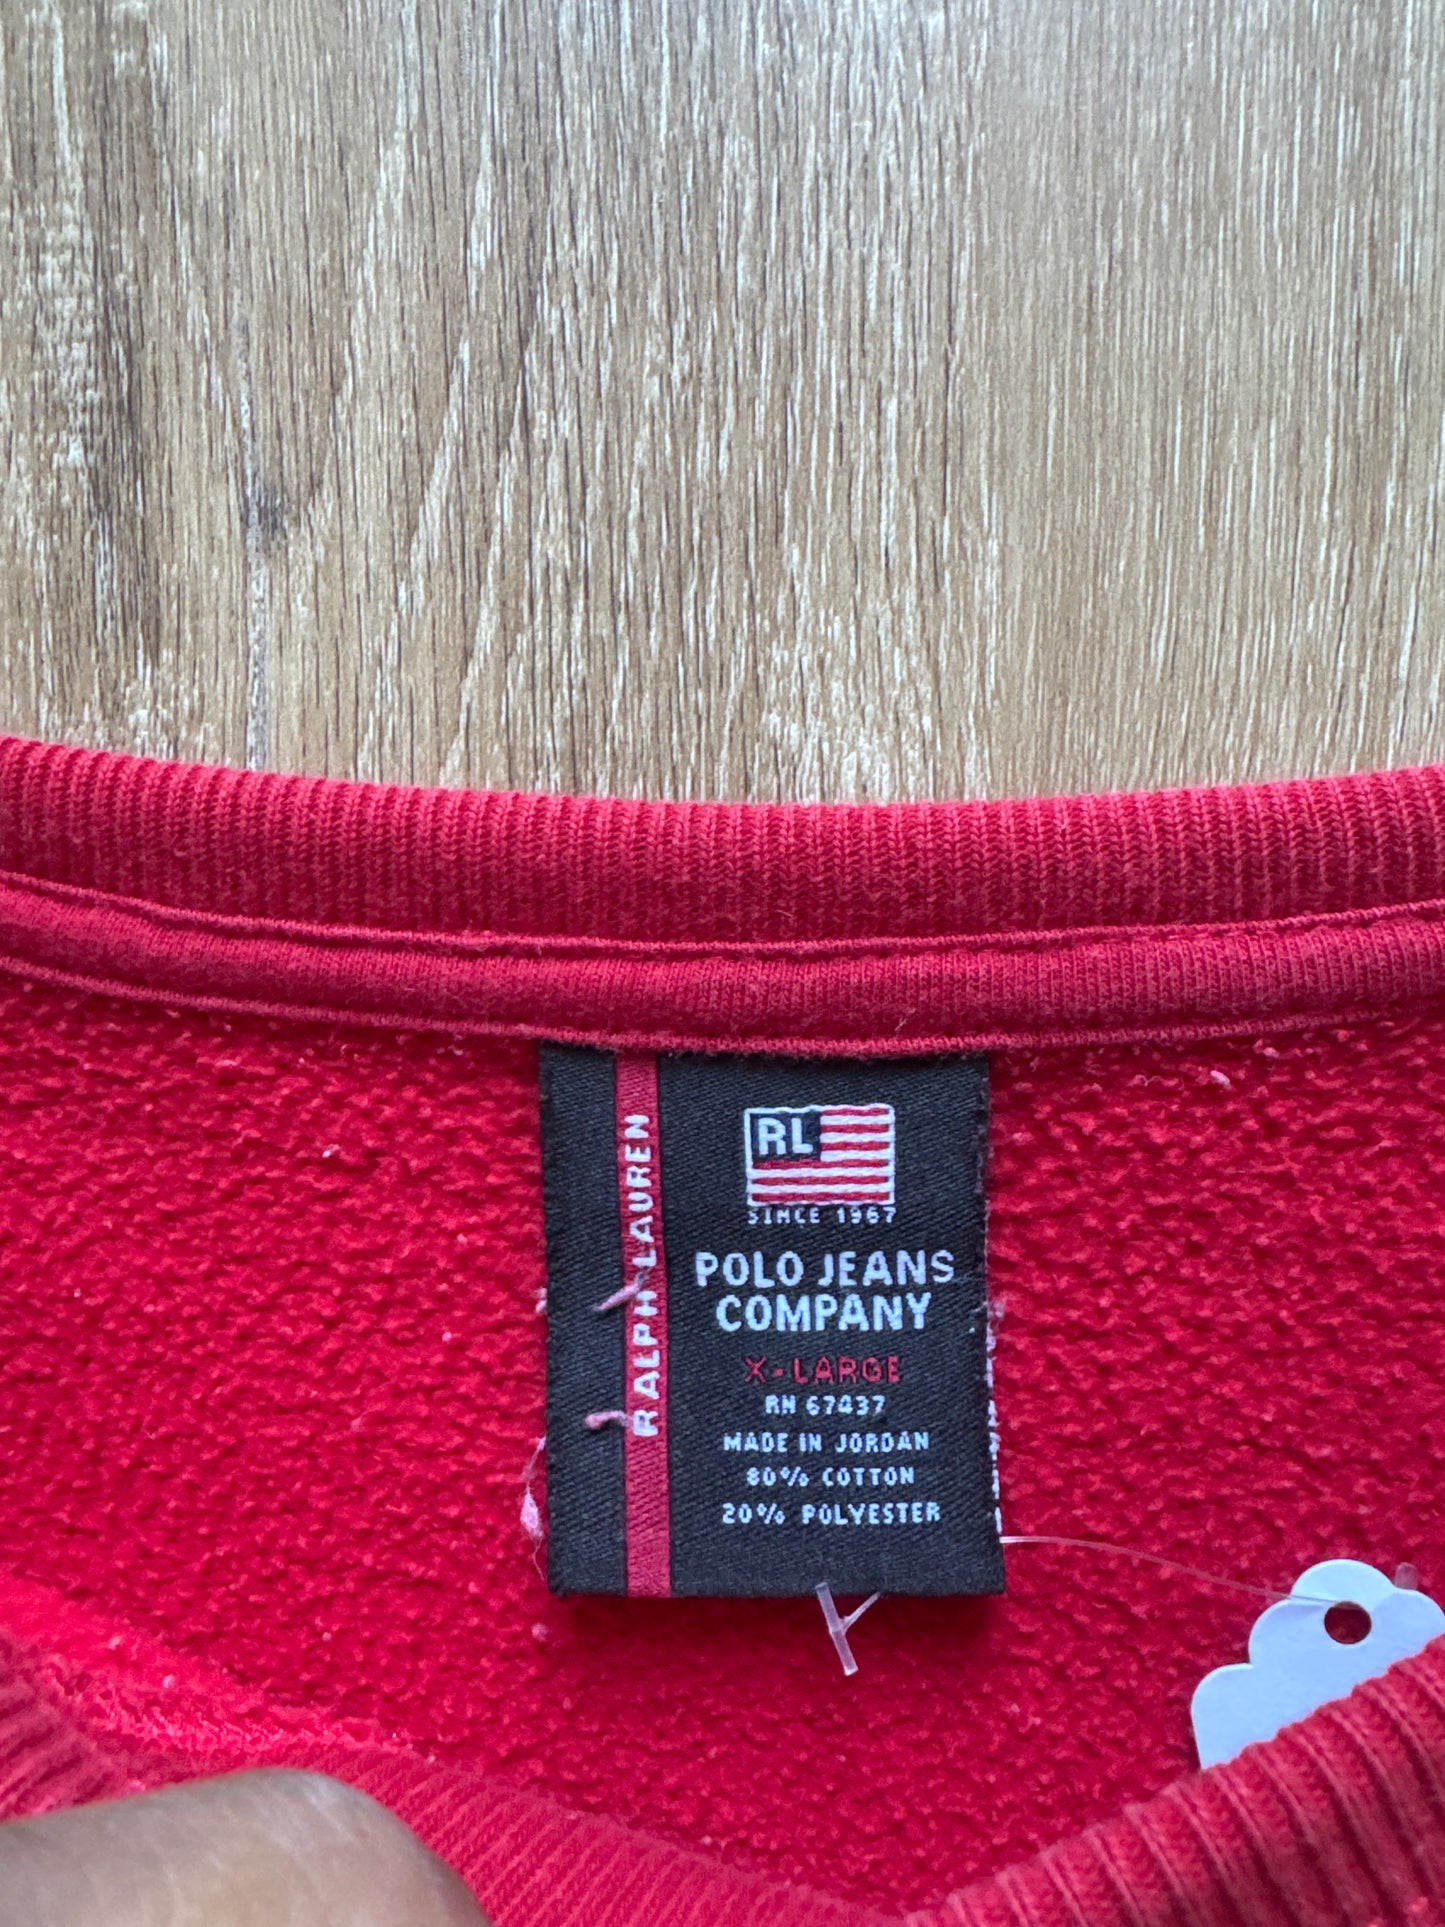 RALPH LAUREN
RL
SINCE 1967
POLO JEANS
COMPANY
X-LARGE
RN 67437
MADE IN JORDAN
80% COTTON
20% POLYESTER